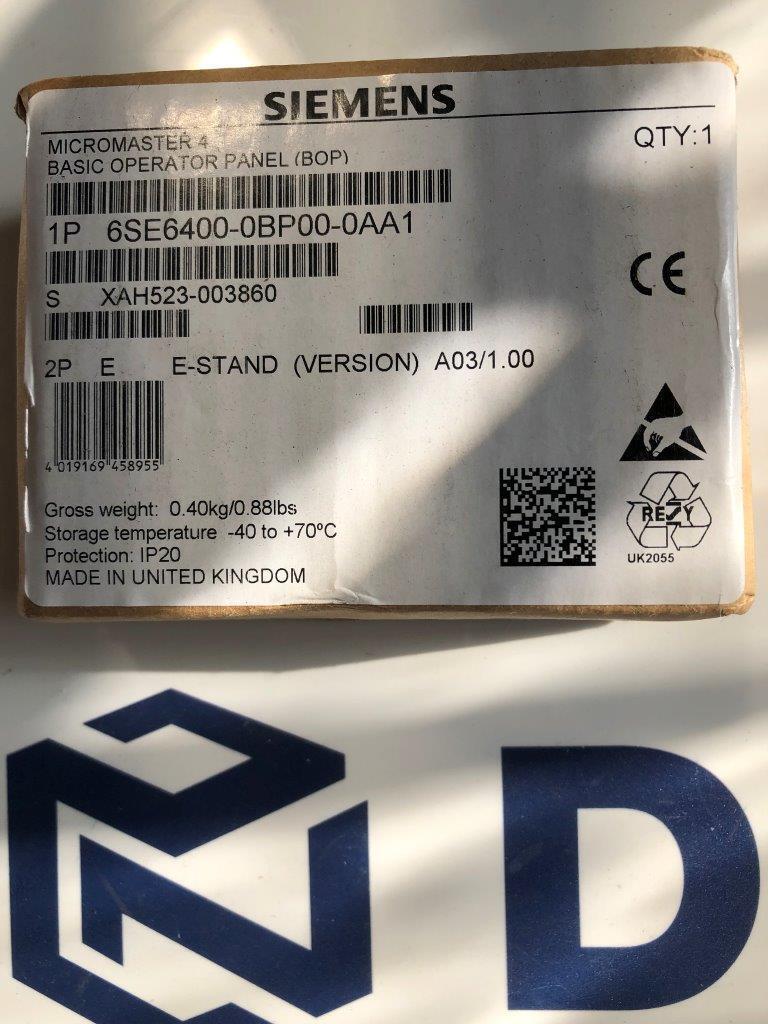 SIEMENS
MICROMASTER 4
BASIC OPERATOR PANEL (BOP)
QTY:1
1P 6SE6400-0BP00-0AA1
S XAH523-003860
CE
2P E E-STAND (VERSION) A03/1.00
4 019169 458955
Gross weight: 0.40kg/0.88lbs
Storage temperature -40 to +70ºC
Protection: IP20
MADE IN UNITED KINGDOM
RESY
UK2055
D